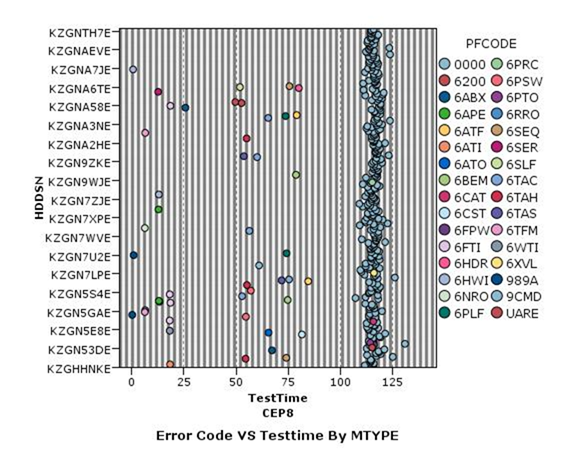 KZGNTH7E
KZGNAEVE
KZGNA7JE
KZGNA6TE
KZGNA58E
KZGNA3NE
KZGNA2HE
KZGN9ZKE
KZGN9WJE
KZGN7ZJE
KZGN7XPE
KZGN7WVE
KZGN7U2E
KZGN7LPE
KZGN5S4E
KZGN5GAE
KZGN5E8E
KZGN53DE
KZGHHNKE
HDDSN
0 25 50 75 100 125
TestTime
CEP8
PFCODE
0000 6PRC
6200 6PSW
6ABX 6PTO
6APE 6RRO
6ATF 6SEQ
6ATI 6SER
6ATO 6SLF
6BEM 6TAC
6CAT 6TAH
6CST 6TAS
6FPW 6TFM
6FTI 6WTI
6HDR 6XVL
6HWI 989A
6NRO 9CMD
6PLF UARE
Error Code VS Testtime By MTYPE